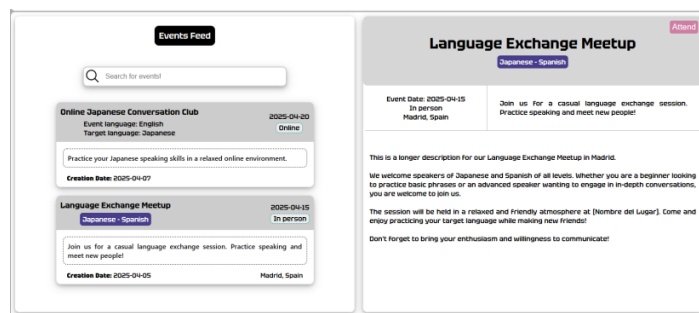 Events Feed
Search for events!
Online Japanese Conversation Club
2025-04-20
Event language: English
Online
Target language: Japanese
Practice your Japanese speaking skills in a relaxed online environment.
Creation Date: 2025-04-07
Language Exchange Meetup
2025-04-15
Japanese - Spanish
In person
Join us for a casual language exchange session. Practice speaking and
meet new people!
Creation Date: 2025-04-05
Madrid, Spain
Attend
Language Exchange Meetup
Japanese - Spanish
Event Date: 2025-04-15
In person
Madrid, Spain
Join us for a casual language exchange session.
Practice speaking and meet new people!
This is a longer description for our Language Exchange Meetup in Madrid.
We welcome speakers of Japanese and Spanish of all levels. Whether you are a beginner looking
to practice basic phrases or an advanced speaker wanting to engage in in-depth conversations,
you are welcome to join us.
The session will be held in a relaxed and friendly atmosphere at [Nombre del Lugar]. Come and
enjoy practicing your target language while making new friends!
Don't forget to bring your enthusiasm and willingness to communicate!